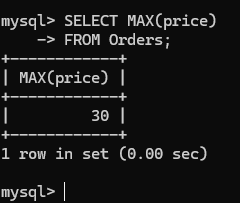 mysql> SELECT MAX(price)
    -> FROM Orders;
+------------+
| MAX(price) |
+------------+
|         30 |
+------------+
1 row in set (0.00 sec)
mysql>